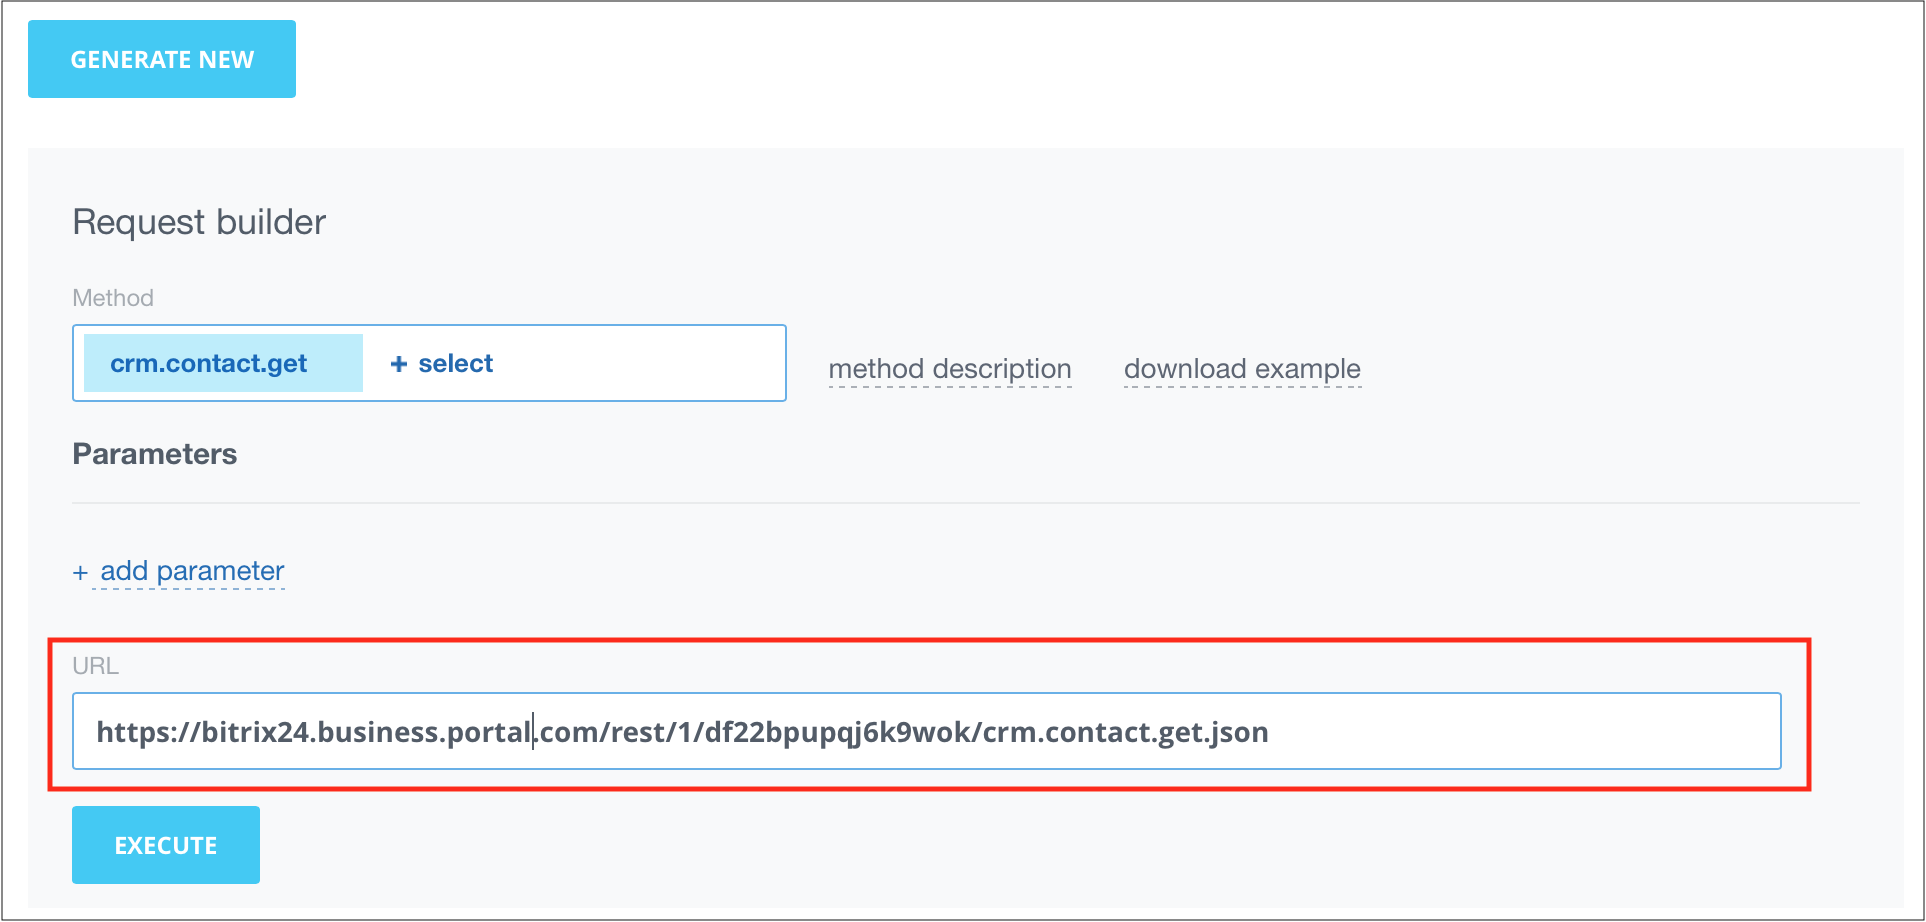 GENERATE NEW
Request builder
Method
crm.contact.get + select
method description download example
Parameters
+ add parameter
URL
https://bitrix24.business.portal.com/rest/1/df22bpupqj6k9wok/crm.contact.get.json
EXECUTE